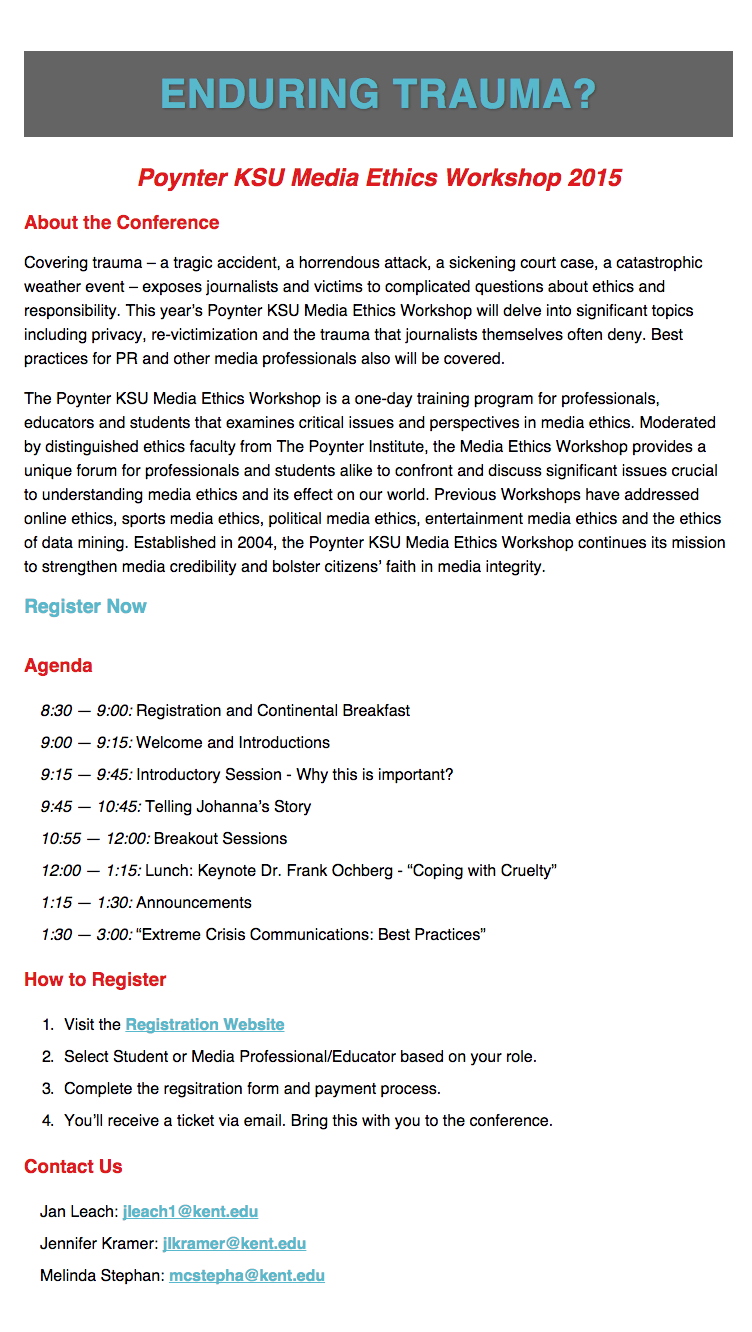 ENDURING TRAUMA?
Poynter KSU Media Ethics Workshop 2015
About the Conference
Covering trauma – a tragic accident, a horrendous attack, a sickening court case, a catastrophic
weather event – exposes journalists and victims to complicated questions about ethics and
responsibility. This year’s Poynter KSU Media Ethics Workshop will delve into significant topics
including privacy, re-victimization and the trauma that journalists themselves often deny. Best
practices for PR and other media professionals also will be covered.
The Poynter KSU Media Ethics Workshop is a one-day training program for professionals,
educators and students that examines critical issues and perspectives in media ethics. Moderated
by distinguished ethics faculty from The Poynter Institute, the Media Ethics Workshop provides a
unique forum for professionals and students alike to confront and discuss significant issues crucial
to understanding media ethics and its effect on our world. Previous Workshops have addressed
online ethics, sports media ethics, political media ethics, entertainment media ethics and the ethics
of data mining. Established in 2004, the Poynter KSU Media Ethics Workshop continues its mission
to strengthen media credibility and bolster citizens’ faith in media integrity.
Register Now
Agenda
8:30 — 9:00: Registration and Continental Breakfast
9:00 — 9:15: Welcome and Introductions
9:15 — 9:45: Introductory Session - Why this is important?
9:45 — 10:45: Telling Johanna’s Story
10:55 — 12:00: Breakout Sessions
12:00 — 1:15: Lunch: Keynote Dr. Frank Ochberg - “Coping with Cruelty”
1:15 — 1:30: Announcements
1:30 — 3:00: “Extreme Crisis Communications: Best Practices”
How to Register
1. Visit the Registration Website
2. Select Student or Media Professional/Educator based on your role.
3. Complete the regsitration form and payment process.
4. You’ll receive a ticket via email. Bring this with you to the conference.
Contact Us
Jan Leach: jleach1@kent.edu
Jennifer Kramer: jlkramer@kent.edu
Melinda Stephan: mcstepha@kent.edu